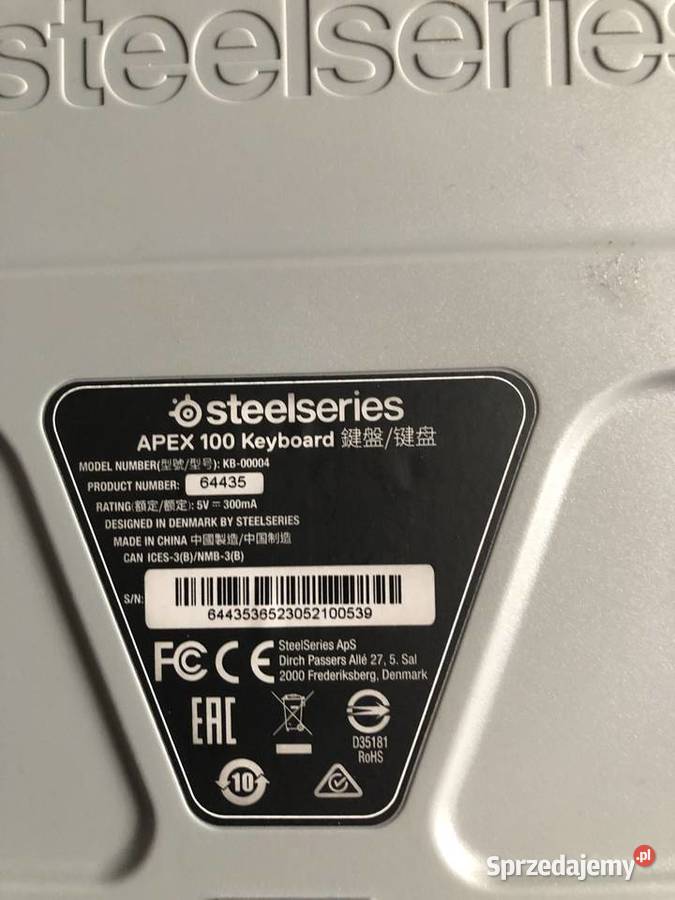 steelseries
steelseries
APEX 100 Keyboard 鍵盤/键盘
MODEL NUMBER(型號/型号): KB-00004
PRODUCT NUMBER: 64435
RATING(額定/额定): 5V ⎓ 300mA
DESIGNED IN DENMARK BY STEELSERIES
MADE IN CHINA 中國製造/中国制造
CAN ICES-3(B)/NMB-3(B)
S/N:
6443536523052100539
FC CE
SteelSeries ApS
Dirch Passers Allé 27, 5. Sal
2000 Frederiksberg, Denmark
EAC
D35181
RoHS
10
Sprzedajemy.pl